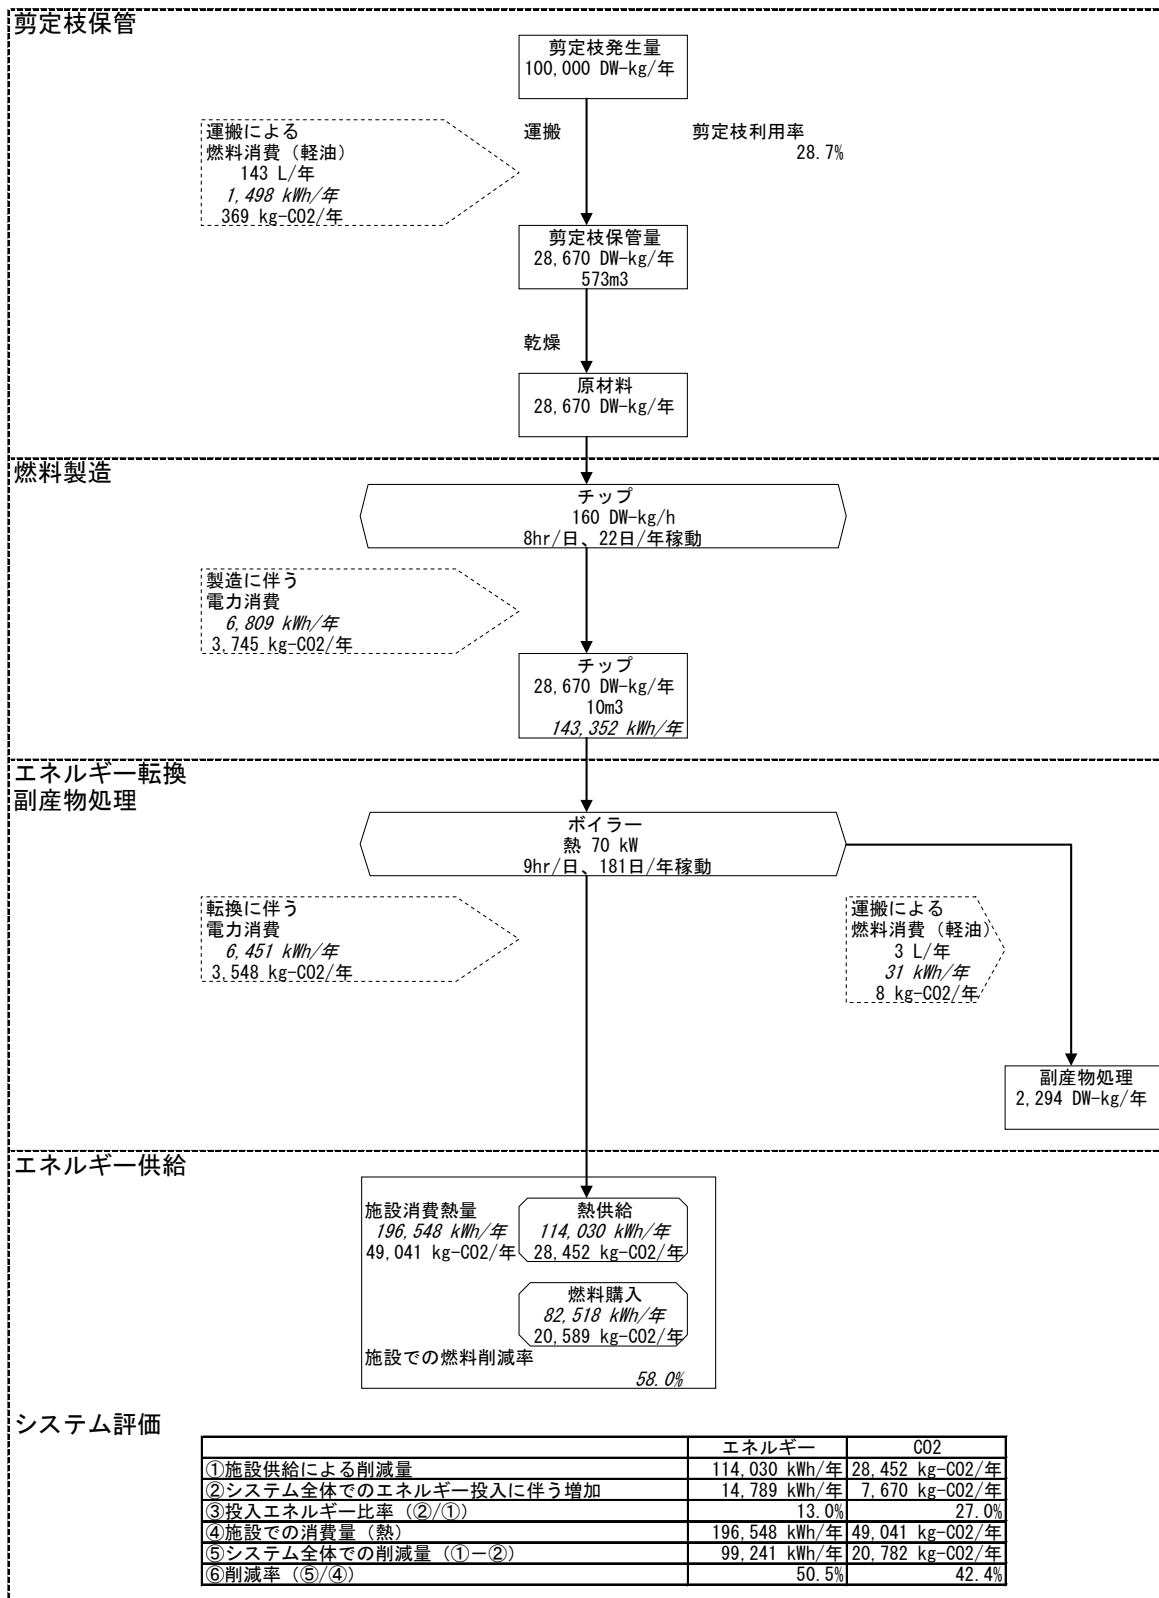 剪定枝保管
剪定枝発生量
100,000 DW-kg/年
運搬による
燃料消費（軽油）
143 L/年
1,498 kWh/年
369 kg-CO2/年
運搬
剪定枝利用率
28.7%
剪定枝保管量
28,670 DW-kg/年
573m3
乾燥
原材料
28,670 DW-kg/年
燃料製造
チップ
160 DW-kg/h
8hr/日、22日/年稼動
製造に伴う
電力消費
6,809 kWh/年
3,745 kg-CO2/年
チップ
28,670 DW-kg/年
10m3
143,352 kWh/年
エネルギー転換
副産物処理
ボイラー
熱 70 kW
9hr/日、181日/年稼動
転換に伴う
電力消費
6,451 kWh/年
3,548 kg-CO2/年
運搬による
燃料消費（軽油）
3 L/年
31 kWh/年
8 kg-CO2/年
副産物処理
2,294 DW-kg/年
エネルギー供給
施設消費熱量
196,548 kWh/年
49,041 kg-CO2/年
熱供給
114,030 kWh/年
28,452 kg-CO2/年
燃料購入
82,518 kWh/年
20,589 kg-CO2/年
施設での燃料削減率
58.0%
システム評価
エネルギー CO2
①施設供給による削減量 114,030 kWh/年 28,452 kg-CO2/年
②システム全体でのエネルギー投入に伴う増加 14,789 kWh/年 7,670 kg-CO2/年
③投入エネルギー比率（②/①） 13.0% 27.0%
④施設での消費量（熱） 196,548 kWh/年 49,041 kg-CO2/年
⑤システム全体での削減量（①－②） 99,241 kWh/年 20,782 kg-CO2/年
⑥削減率（⑤/④） 50.5% 42.4%